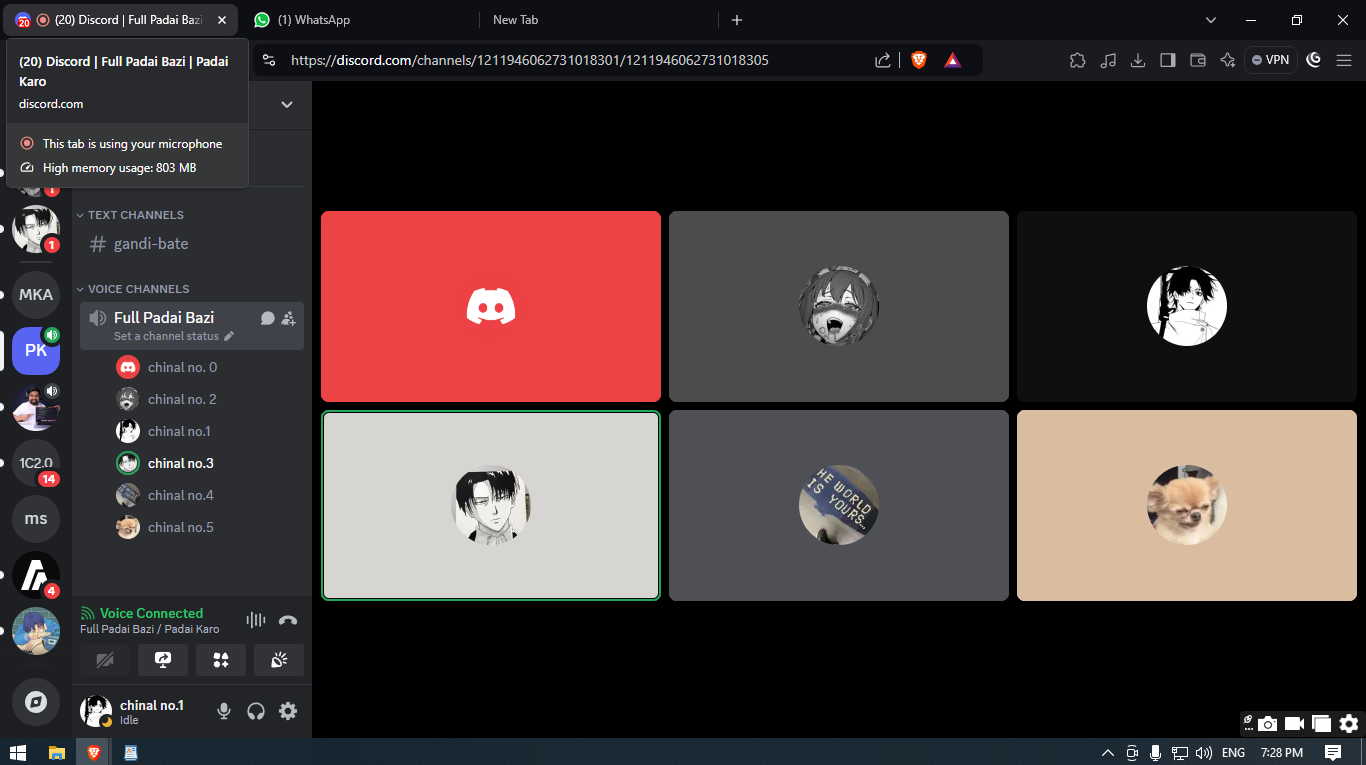 20
(20) Discord | Full Padai Bazi
(1) WhatsApp
New Tab
(20) Discord | Full Padai Bazi | Padai
Karo
discord.com
This tab is using your microphone
High memory usage: 803 MB
https://discord.com/channels/1211946062731018301/1211946062731018305
VPN
1
1
MKA
PK
1C2.0
14
ms
4
TEXT CHANNELS
# gandi-bate
VOICE CHANNELS
Full Padai Bazi
Set a channel status
chinal no. 0
chinal no. 2
chinal no.1
chinal no.3
chinal no.4
chinal no.5
Voice Connected
Full Padai Bazi / Padai Karo
chinal no.1
Idle
HE WORLD
IS YOURS...
ENG
7:28 PM